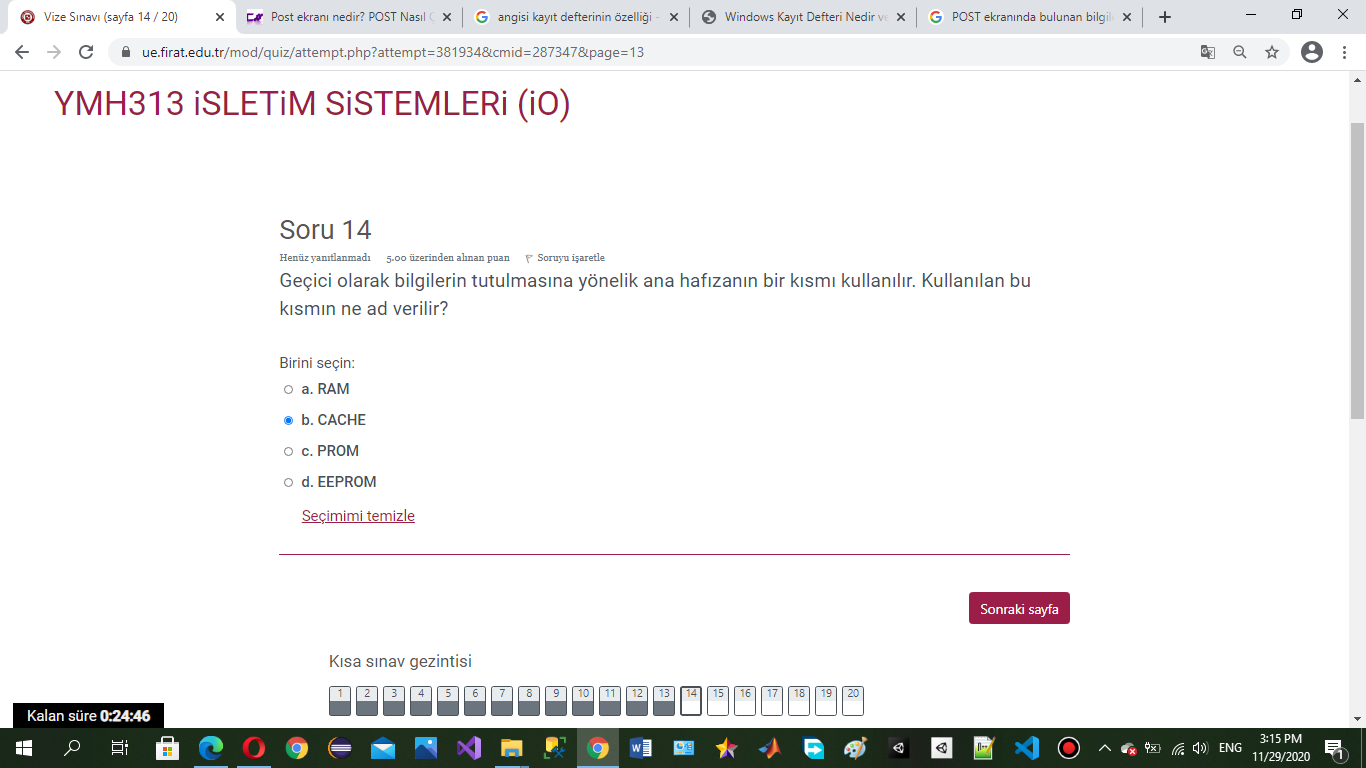 Vize Sınavı (sayfa 14 / 20)
Post ekranı nedir? POST Nasıl
angisi kayıt defterinin özelliği -
Windows Kayıt Defteri Nedir ve
POST ekranında bulunan bilgil
ue.firat.edu.tr/mod/quiz/attempt.php?attempt=381934&cmid=287347&page=13
YMH313 iSLETiM SiSTEMLERi (iO)
Soru 14
Henüz yanıtlanmadı 5,00 üzerinden alınan puan Soruyu işaretle
Geçici olarak bilgilerin tutulmasına yönelik ana hafızanın bir kısmı kullanılır. Kullanılan bu
kısmın ne ad verilir?
Birini seçin:
a. RAM
b. CACHE
c. PROM
d. EEPROM
Seçimimi temizle
Sonraki sayfa
Kısa sınav gezintisi
1 2 3 4 5 6 7 8 9 10 11 12 13 14 15 16 17 18 19 20
Kalan süre 0:24:46
ENG
3:15 PM
11/29/2020
1